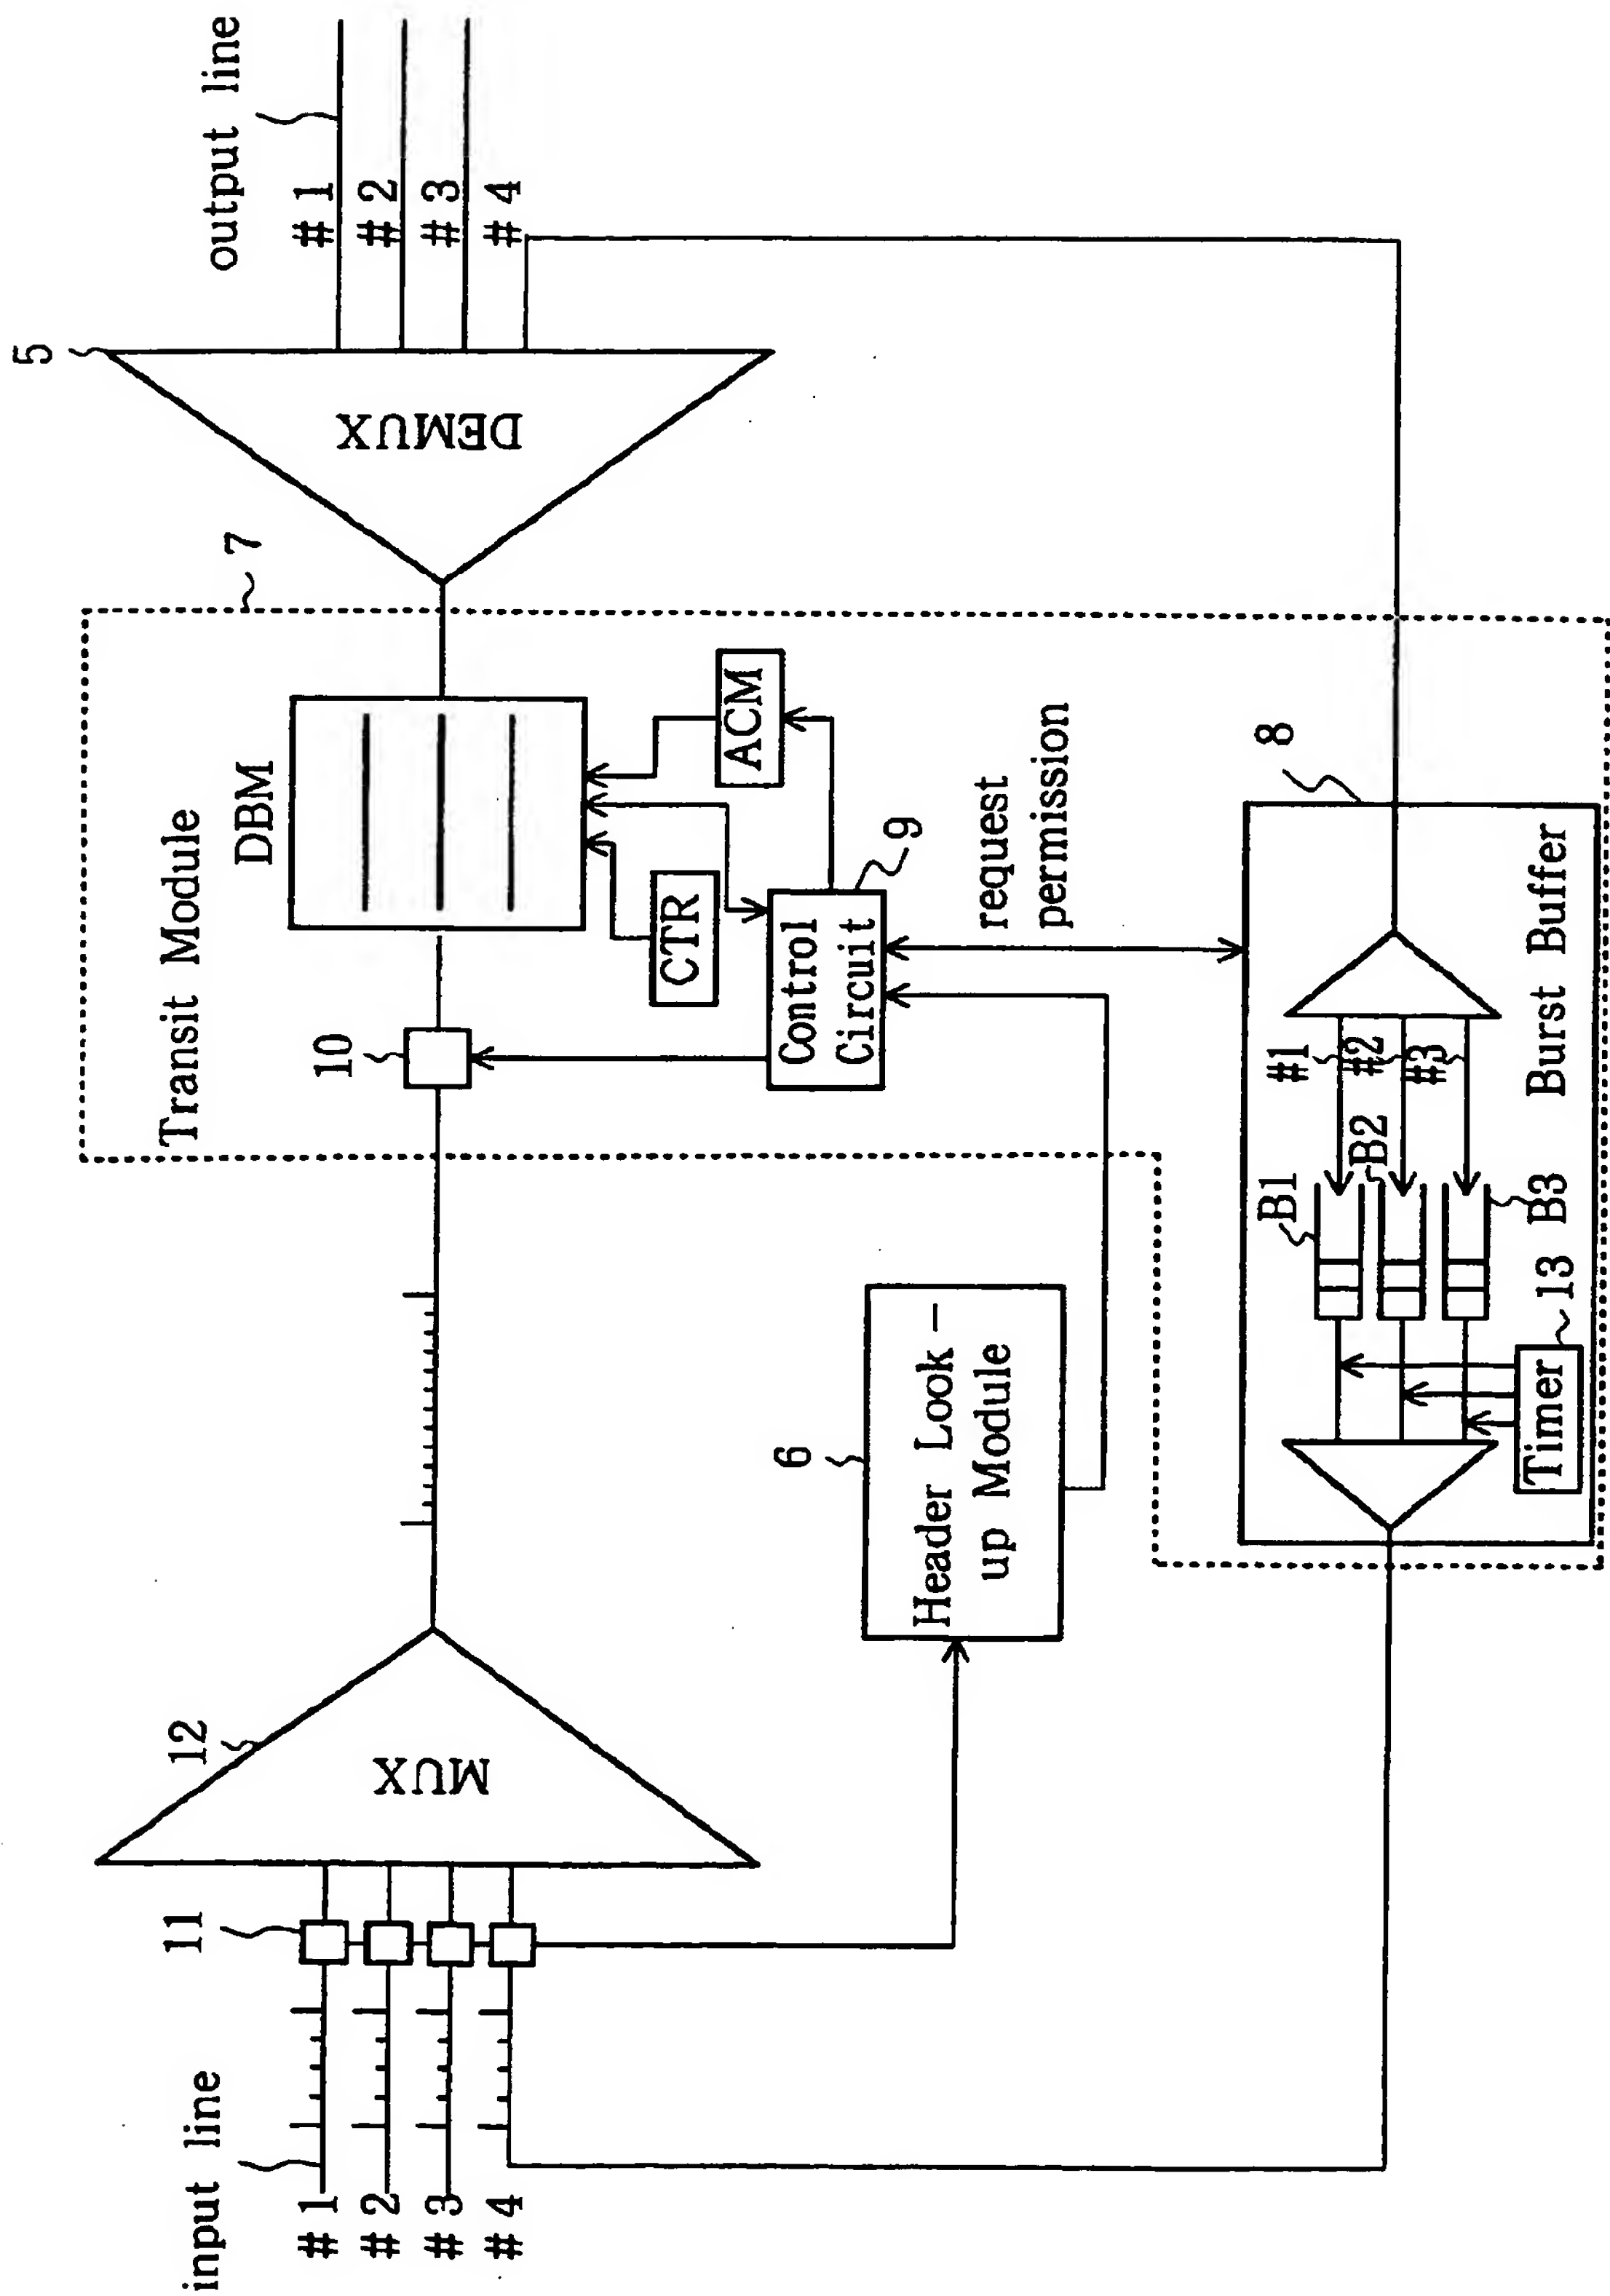 input line
#1
#2
#3
#4
11
12
MUX
6
Header Look-
up Module
Transit Module
7
10
DBM
CTR
ACM
Control
Circuit
9
request
permission
5
DEMUX
output line
#1
#2
#3
#4
8
Burst Buffer
#1
#2
#3
B1
B2
B3
13
Timer